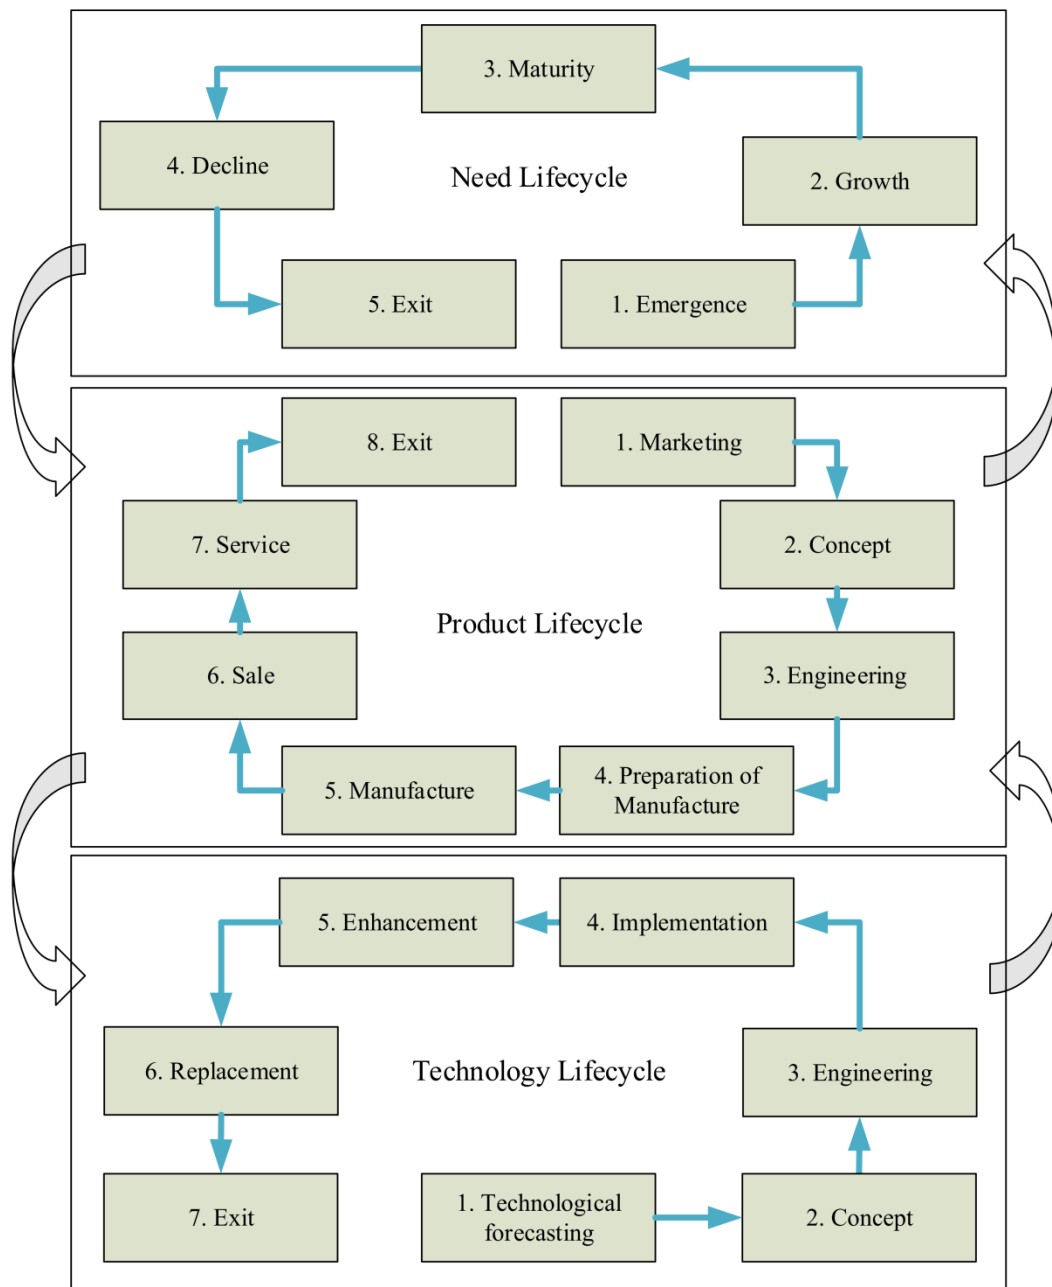 3. Maturity
4. Decline
Need Lifecycle
2. Growth
5. Exit
1. Emergence
8. Exit
1. Marketing
7. Service
2. Concept
Product Lifecycle
6. Sale
3. Engineering
5. Manufacture
4. Preparation of
Manufacture
5. Enhancement
4. Implementation
6. Replacement
Technology Lifecycle
3. Engineering
7. Exit
1. Technological
forecasting
2. Concept